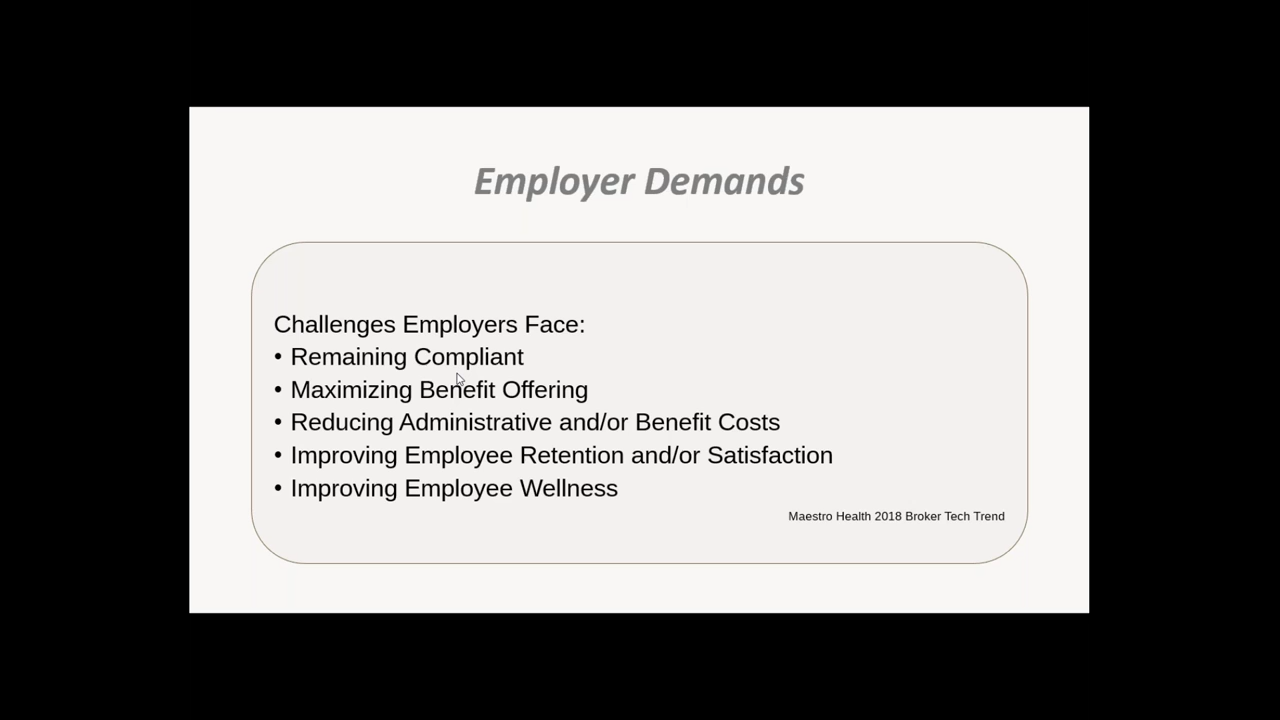 Employer Demands
Challenges Employers Face:
• Remaining Compliant
• Maximizing Benefit Offering
• Reducing Administrative and/or Benefit Costs
• Improving Employee Retention and/or Satisfaction
• Improving Employee Wellness
Maestro Health 2018 Broker Tech Trend